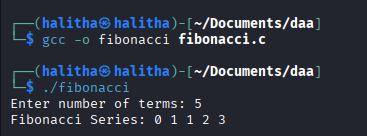 ┌──(halitha㉿halitha)-[~/Documents/daa]
└─$ gcc -o fibonacci fibonacci.c
┌──(halitha㉿halitha)-[~/Documents/daa]
└─$ ./fibonacci
Enter number of terms: 5
Fibonacci Series: 0 1 1 2 3